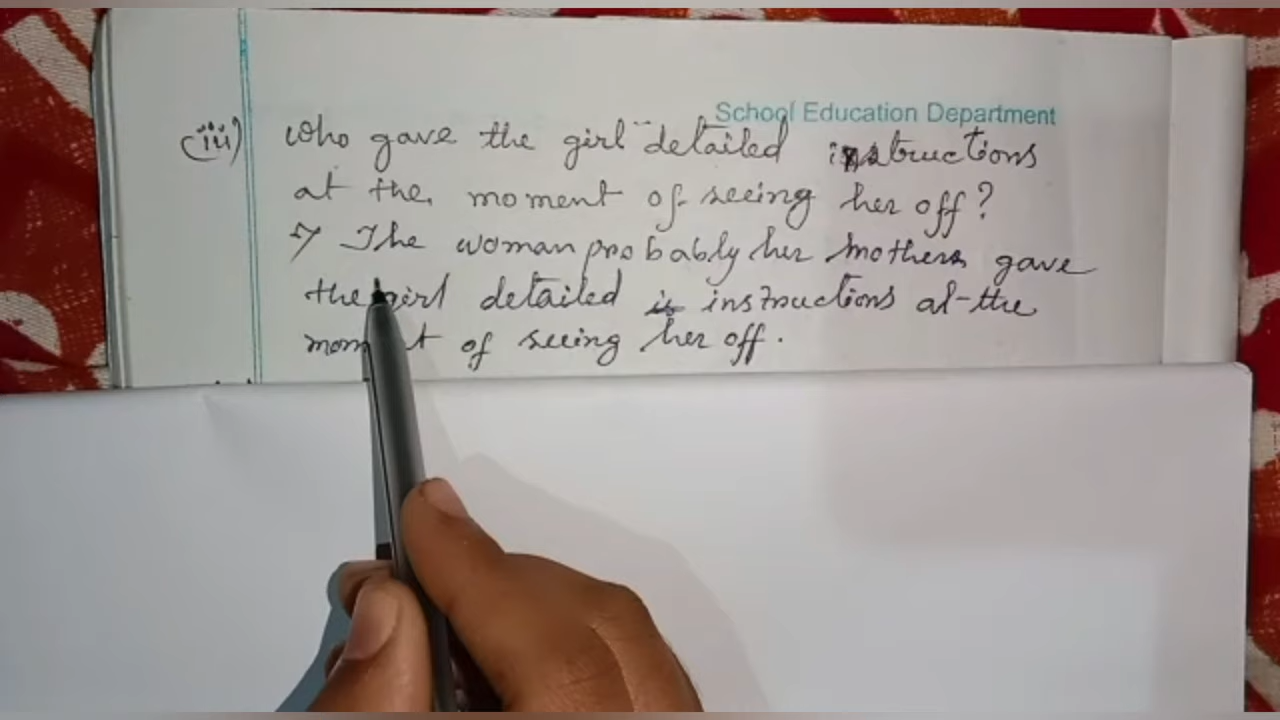 School Education Department
(iii) Who gave the girl detailed instructions
at the moment of seeing her off?
→ The woman probably her mother gave
the girl detailed instructions at the
moment of seeing her off.